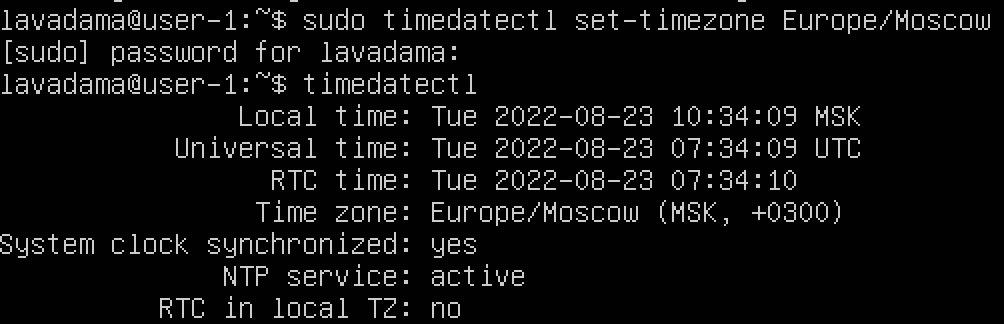 lavadama@user-1:~$ sudo timedatectl set-timezone Europe/Moscow
[sudo] password for lavadama:
lavadama@user-1:~$ timedatectl
Local time: Tue 2022-08-23 10:34:09 MSK
Universal time: Tue 2022-08-23 07:34:09 UTC
RTC time: Tue 2022-08-23 07:34:10
Time zone: Europe/Moscow (MSK, +0300)
System clock synchronized: yes
NTP service: active
RTC in local TZ: no